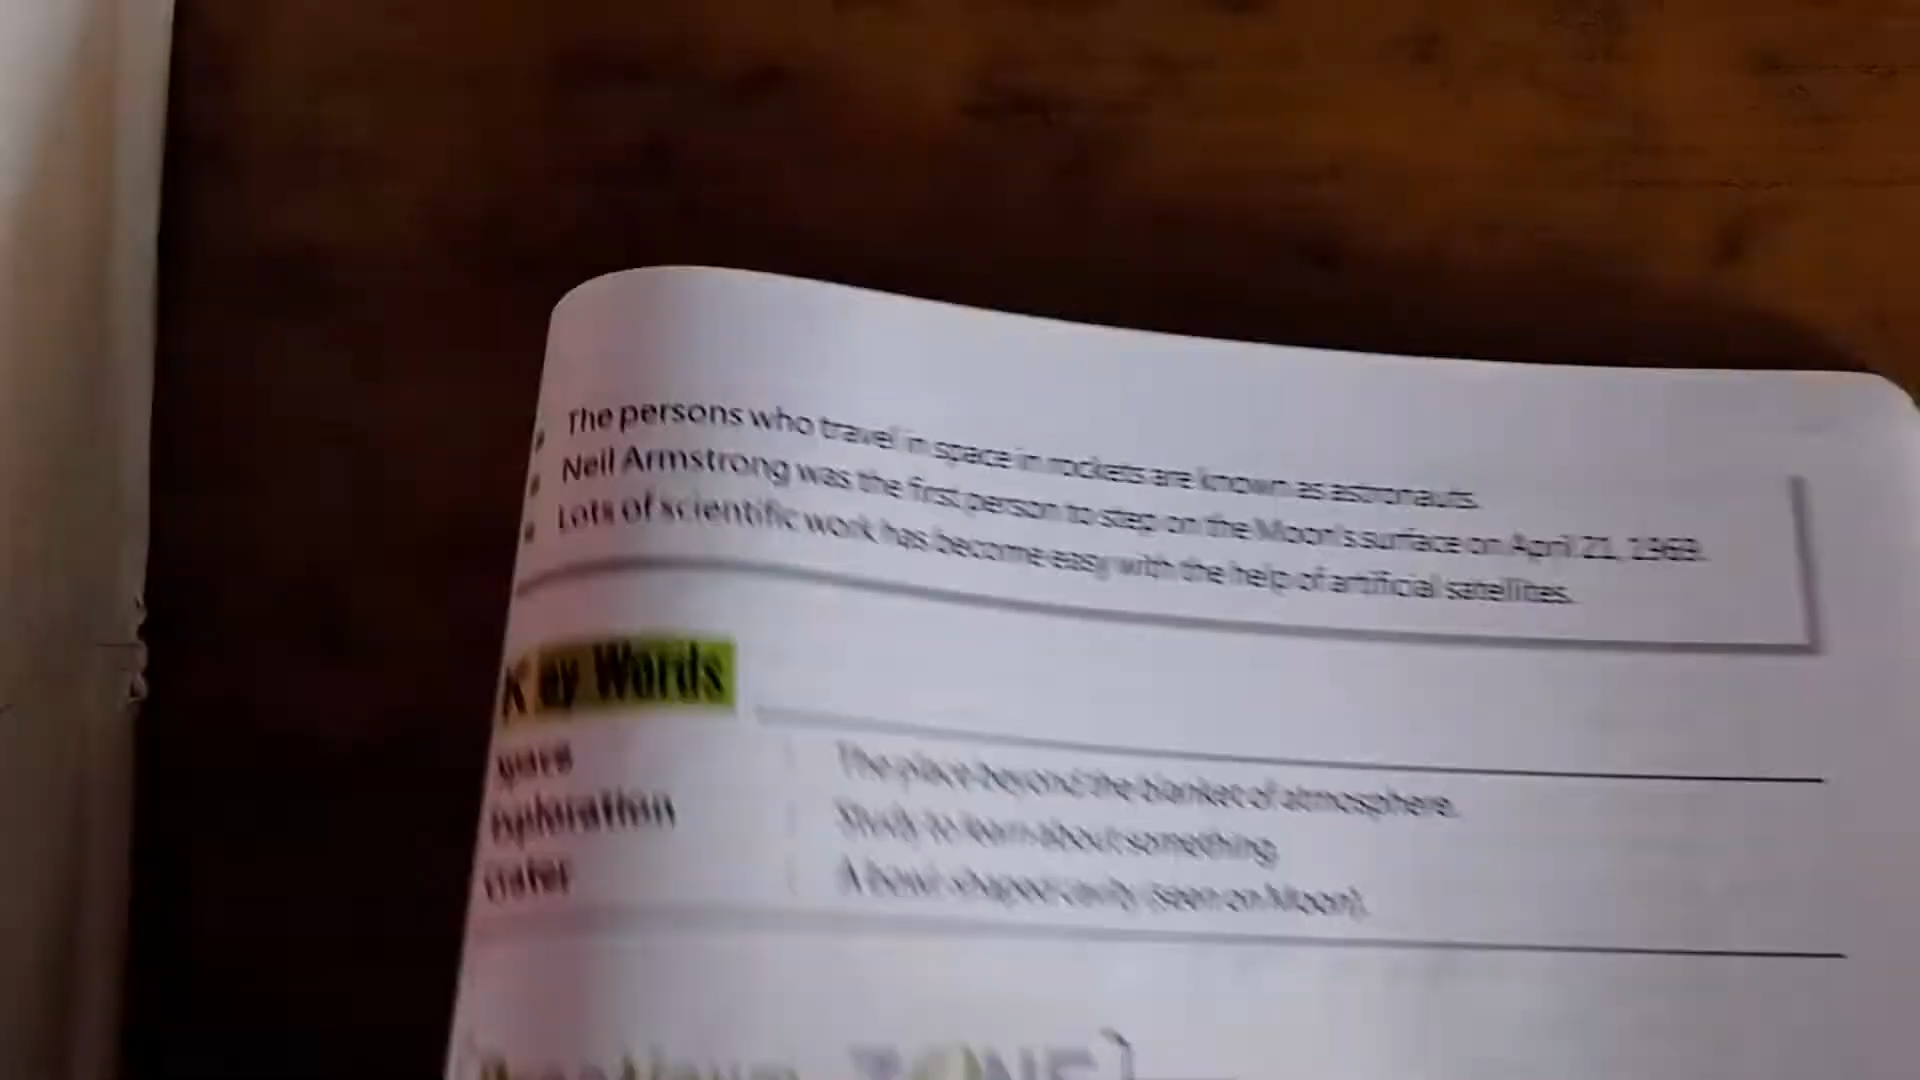 The persons who travel in space in rockets are known as astronauts.
Neil Armstrong was the first person to step on the Moon's surface on April 21, 1969.
Lots of scientific work has become easy with the help of artificial satellites.
Key Words
Space : The place beyond the blanket of atmosphere.
Exploration : Study to learn about something.
Crater : A bowl-shaped cavity (seen on Moon).
ZONE